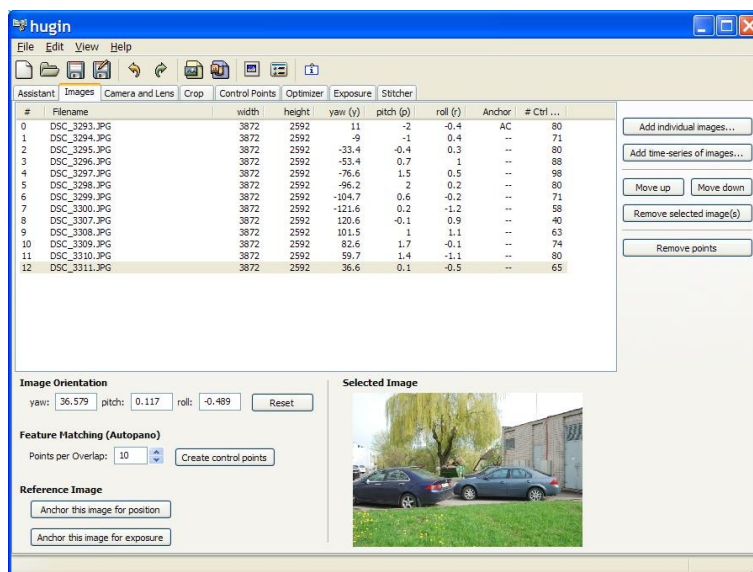 hugin
File Edit View Help
Assistant Images Camera and Lens Crop Control Points Optimizer Exposure Stitcher
# Filename width height yaw (y) pitch (p) roll (r) Anchor # Ctrl ...
0 DSC_3293.JPG 3872 2592 11 -2 -0.4 AC 80
1 DSC_3294.JPG 3872 2592 -9 -1 0.4 -- 71
2 DSC_3295.JPG 3872 2592 -33.4 -0.4 0.3 -- 80
3 DSC_3296.JPG 3872 2592 -53.4 0.7 1 -- 88
4 DSC_3297.JPG 3872 2592 -76.6 1.5 0.5 -- 98
5 DSC_3298.JPG 3872 2592 -96.2 2 0.2 -- 80
6 DSC_3299.JPG 3872 2592 -104.7 0.6 -0.2 -- 71
7 DSC_3300.JPG 3872 2592 -121.6 0.2 -1.2 -- 58
8 DSC_3307.JPG 3872 2592 120.6 -0.1 0.9 -- 40
9 DSC_3308.JPG 3872 2592 101.5 1 1.1 -- 63
10 DSC_3309.JPG 3872 2592 82.6 1.7 -0.1 -- 74
11 DSC_3310.JPG 3872 2592 59.7 1.4 -1.1 -- 80
12 DSC_3311.JPG 3872 2592 36.6 0.1 -0.5 -- 65
Add individual images...
Add time-series of images...
Move up Move down
Remove selected image(s)
Remove points
Image Orientation
yaw: 36.579 pitch: 0.117 roll: -0.489 Reset
Feature Matching (Autopano)
Points per Overlap: 10 Create control points
Reference Image
Anchor this image for position
Anchor this image for exposure
Selected Image